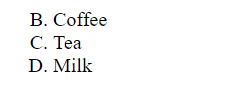 B. Coffee
C. Tea
D. Milk